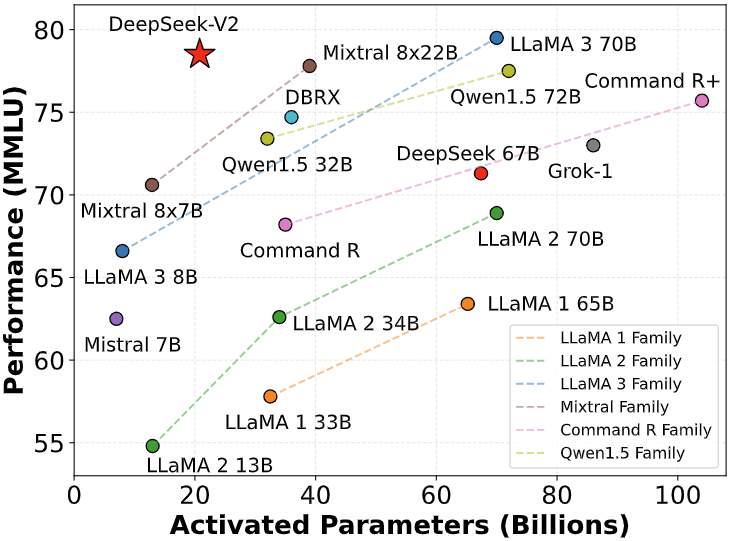 DeepSeek-V2
LLaMA 3 70B
Mixtral 8x22B
Command R+
Qwen1.5 72B
DBRX
Qwen1.5 32B
DeepSeek 67B
Grok-1
Mixtral 8x7B
LLaMA 2 70B
Command R
LLaMA 3 8B
LLaMA 1 65B
LLaMA 2 34B
Mistral 7B
LLaMA 1 33B
LLaMA 2 13B
LLaMA 1 Family
LLaMA 2 Family
LLaMA 3 Family
Mixtral Family
Command R Family
Qwen1.5 Family
80
75
70
65
60
55
Performance (MMLU)
0 20 40 60 80 100
Activated Parameters (Billions)